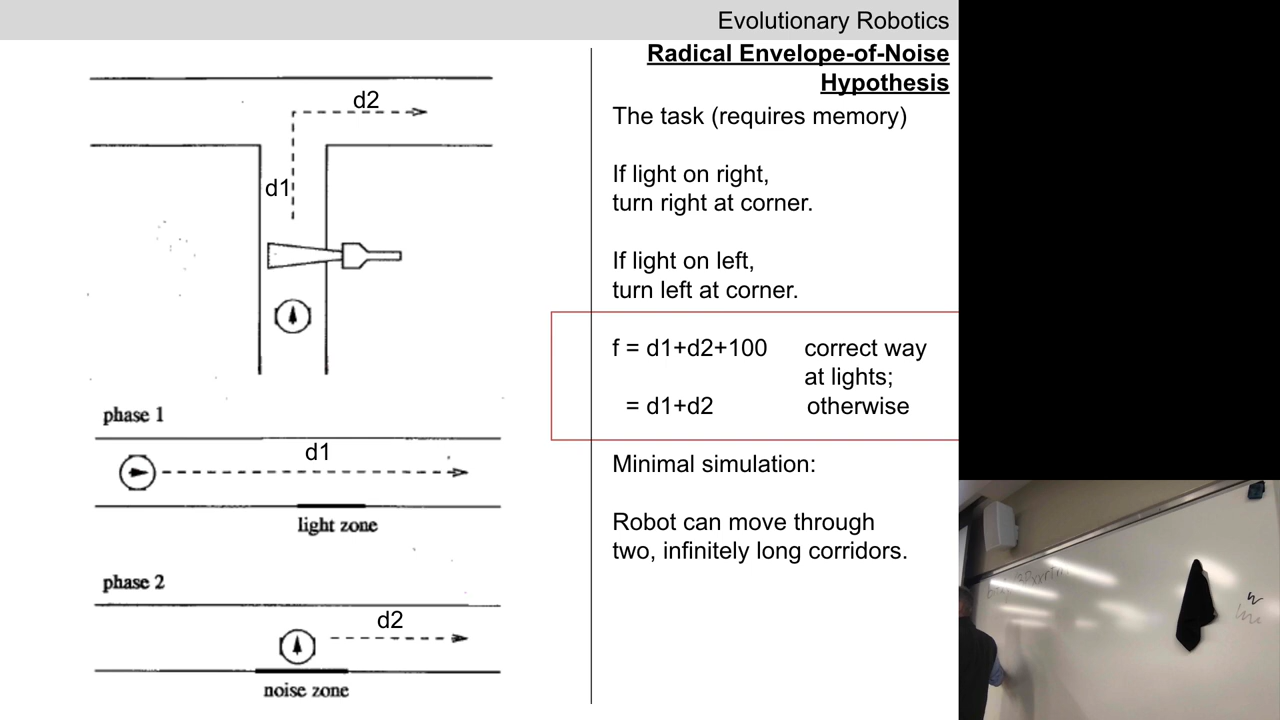 Evolutionary Robotics
Radical Envelope-of-Noise
Hypothesis
d2
d1
phase 1
d1
light zone
phase 2
d2
noise zone
The task (requires memory)
If light on right,
turn right at corner.
If light on left,
turn left at corner.
f = d1+d2+100 correct way
at lights;
= d1+d2 otherwise
Minimal simulation:
Robot can move through
two, infinitely long corridors.